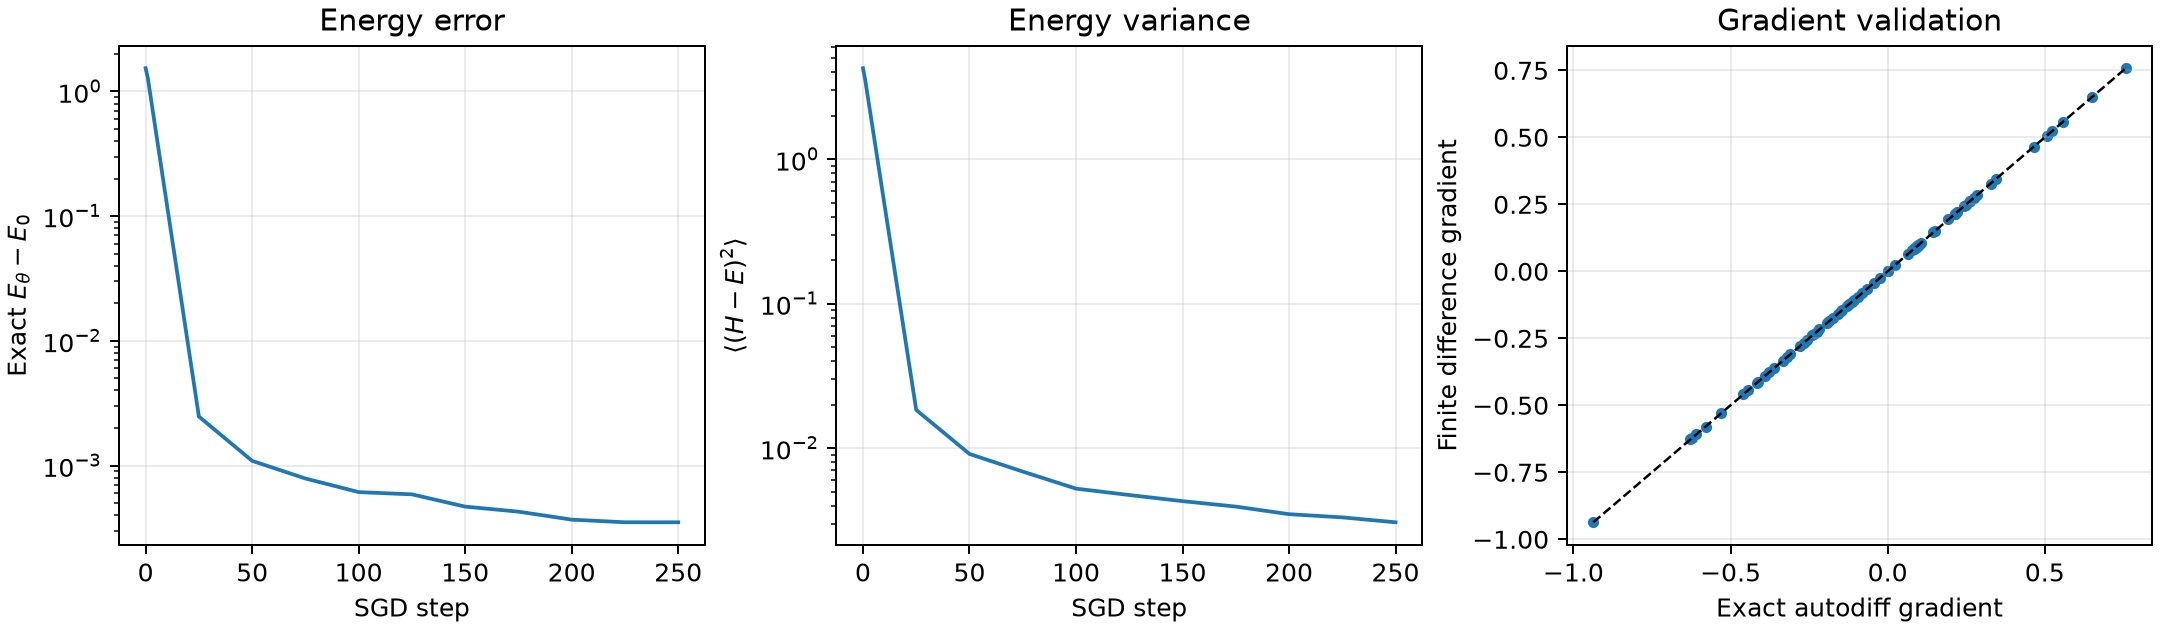 Energy error
Exact E_θ − E_0
10^0
10^−1
10^−2
10^−3
0 50 100 150 200 250
SGD step
Energy variance
⟨(H − E)^2⟩
10^0
10^−1
10^−2
0 50 100 150 200 250
SGD step
Gradient validation
Finite difference gradient
0.75
0.50
0.25
0.00
−0.25
−0.50
−0.75
−1.00
−1.0 −0.5 0.0 0.5
Exact autodiff gradient